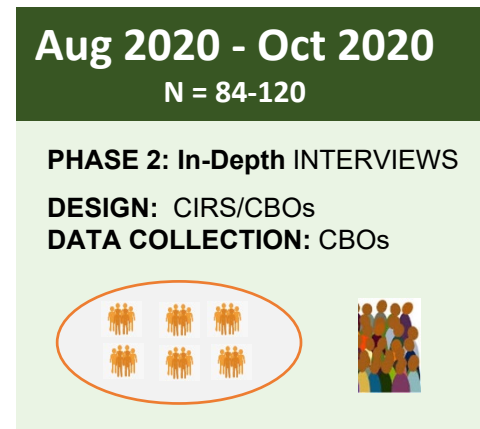 Aug 2020 - Oct 2020
N = 84-120
PHASE 2: In-Depth INTERVIEWS
DESIGN: CIRS/CBOs
DATA COLLECTION: CBOs